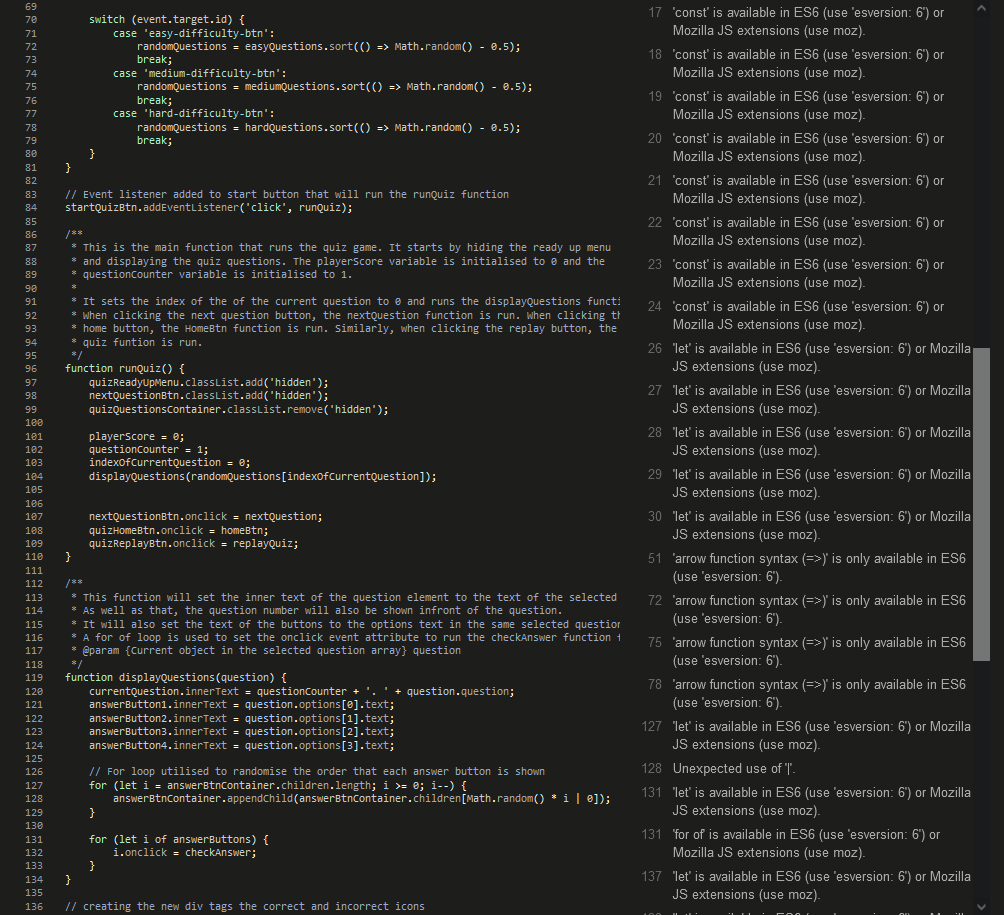 69
70 switch (event.target.id) {
71 case 'easy-difficulty-btn':
72 randomQuestions = easyQuestions.sort(() => Math.random() - 0.5);
73 break;
74 case 'medium-difficulty-btn':
75 randomQuestions = mediumQuestions.sort(() => Math.random() - 0.5);
76 break;
77 case 'hard-difficulty-btn':
78 randomQuestions = hardQuestions.sort(() => Math.random() - 0.5);
79 break;
80 }
81 }
82
83 // Event listener added to start button that will run the runQuiz function
84 startQuizBtn.addEventListener('click', runQuiz);
85
86 /**
87 * This is the main function that runs the quiz game. It starts by hiding the ready up menu
88 * and displaying the quiz questions. The playerScore variable is initialised to 0 and the
89 * questionCounter variable is initialised to 1.
90 *
91 * It sets the index of the of the current question to 0 and runs the displayQuestions functi
92 * When clicking the next question button, the nextQuestion function is run. When clicking th
93 * home button, the HomeBtn function is run. Similarly, when clicking the replay button, the
94 * quiz funtion is run.
95 */
96 function runQuiz() {
97 quizReadyUpMenu.classList.add('hidden');
98 nextQuestionBtn.classList.add('hidden');
99 quizQuestionsContainer.classList.remove('hidden');
100
101 playerScore = 0;
102 questionCounter = 1;
103 indexOfCurrentQuestion = 0;
104 displayQuestions(randomQuestions[indexOfCurrentQuestion]);
105
106
107 nextQuestionBtn.onclick = nextQuestion;
108 quizHomeBtn.onclick = homeBtn;
109 quizReplayBtn.onclick = replayQuiz;
110 }
111
112 /**
113 * This function will set the inner text of the question element to the text of the selected
114 * As well as that, the question number will also be shown infront of the question.
115 * It will also set the text of the buttons to the options text in the same selected question
116 * A for of loop is used to set the onclick event attribute to run the checkAnswer function
117 * @param {Current object in the selected question array} question
118 */
119 function displayQuestions(question) {
120 currentQuestion.innerText = questionCounter + '. ' + question.question;
121 answerButton1.innerText = question.options[0].text;
122 answerButton2.innerText = question.options[1].text;
123 answerButton3.innerText = question.options[2].text;
124 answerButton4.innerText = question.options[3].text;
125
126 // For loop utilised to randomise the order that each answer button is shown
127 for (let i = answerBtnContainer.children.length; i >= 0; i--) {
128 answerBtnContainer.appendChild(answerBtnContainer.children[Math.random() * i | 0]);
129 }
130
131 for (let i of answerButtons) {
132 i.onclick = checkAnswer;
133 }
134 }
135
136 // creating the new div tags the correct and incorrect icons
17 'const' is available in ES6 (use 'esversion: 6') or
Mozilla JS extensions (use moz).
18 'const' is available in ES6 (use 'esversion: 6') or
Mozilla JS extensions (use moz).
19 'const' is available in ES6 (use 'esversion: 6') or
Mozilla JS extensions (use moz).
20 'const' is available in ES6 (use 'esversion: 6') or
Mozilla JS extensions (use moz).
21 'const' is available in ES6 (use 'esversion: 6') or
Mozilla JS extensions (use moz).
22 'const' is available in ES6 (use 'esversion: 6') or
Mozilla JS extensions (use moz).
23 'const' is available in ES6 (use 'esversion: 6') or
Mozilla JS extensions (use moz).
24 'const' is available in ES6 (use 'esversion: 6') or
Mozilla JS extensions (use moz).
26 'let' is available in ES6 (use 'esversion: 6') or Mozilla
JS extensions (use moz).
27 'let' is available in ES6 (use 'esversion: 6') or Mozilla
JS extensions (use moz).
28 'let' is available in ES6 (use 'esversion: 6') or Mozilla
JS extensions (use moz).
29 'let' is available in ES6 (use 'esversion: 6') or Mozilla
JS extensions (use moz).
30 'let' is available in ES6 (use 'esversion: 6') or Mozilla
JS extensions (use moz).
51 'arrow function syntax (=>)' is only available in ES6
(use 'esversion: 6').
72 'arrow function syntax (=>)' is only available in ES6
(use 'esversion: 6').
75 'arrow function syntax (=>)' is only available in ES6
(use 'esversion: 6').
78 'arrow function syntax (=>)' is only available in ES6
(use 'esversion: 6').
127 'let' is available in ES6 (use 'esversion: 6') or Mozilla
JS extensions (use moz).
128 Unexpected use of '|'.
131 'let' is available in ES6 (use 'esversion: 6') or Mozilla
JS extensions (use moz).
131 'for of' is available in ES6 (use 'esversion: 6') or
Mozilla JS extensions (use moz).
137 'let' is available in ES6 (use 'esversion: 6') or Mozilla
JS extensions (use moz).